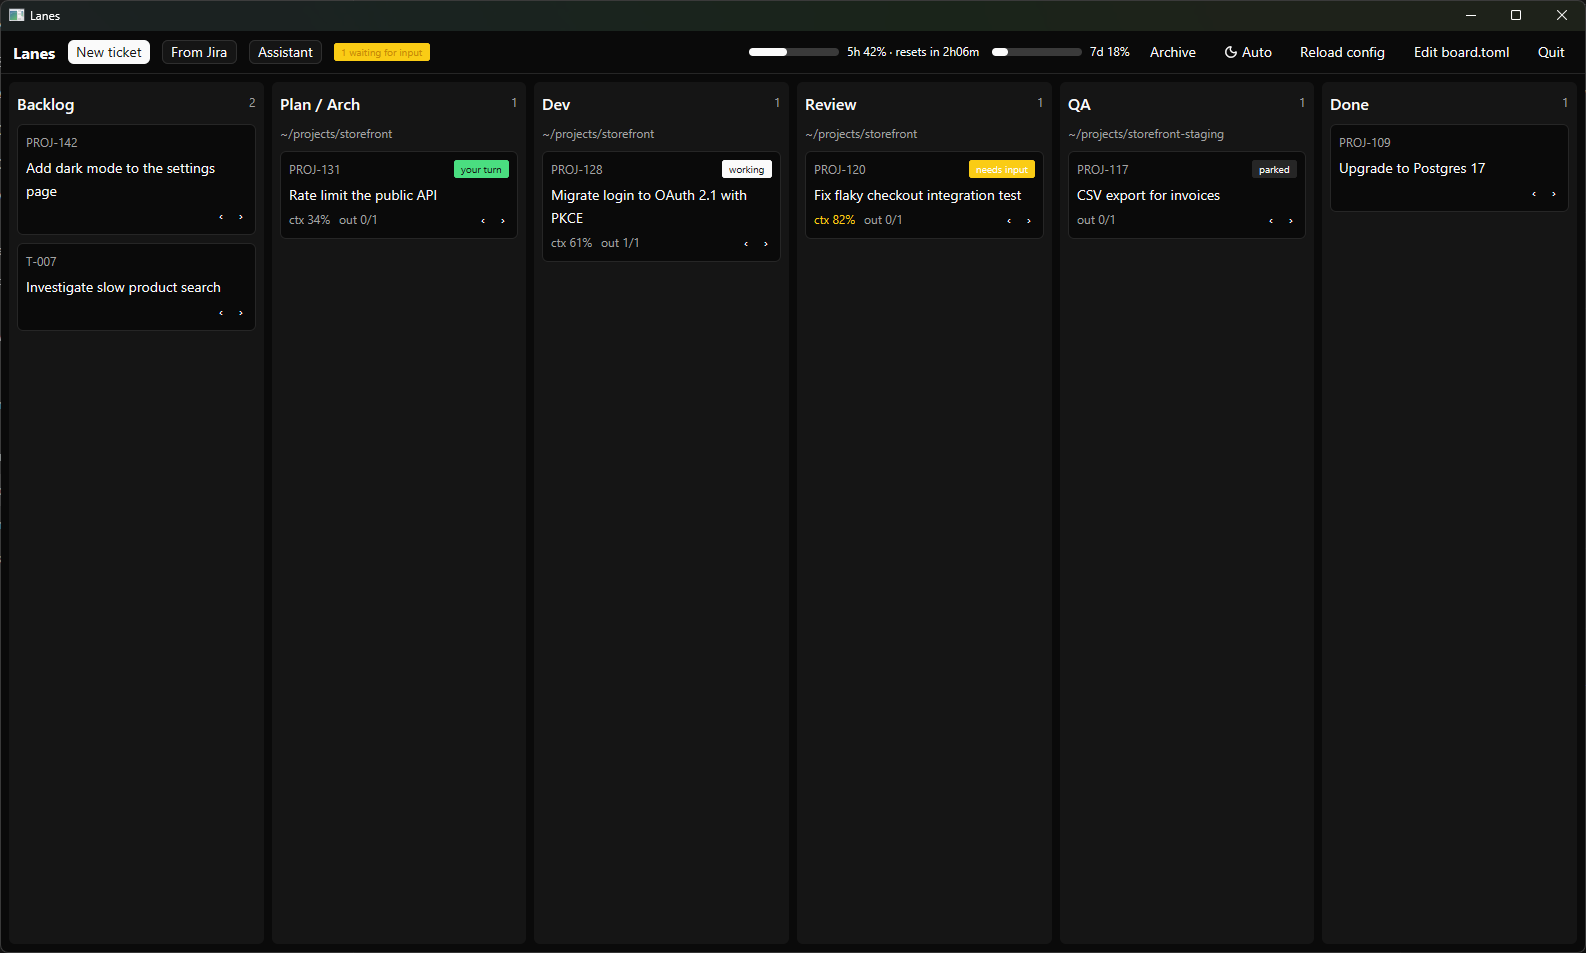 Lanes
Lanes New ticket From Jira Assistant 1 waiting for input 5h 42% · resets in 2h06m 7d 18% Archive Auto Reload config Edit board.toml Quit
Backlog 2
PROJ-142
Add dark mode to the settings
page
‹ ›
T-007
Investigate slow product search
‹ ›
Plan / Arch 1
~/projects/storefront
PROJ-131 your turn
Rate limit the public API
ctx 34% out 0/1 ‹ ›
Dev 1
~/projects/storefront
PROJ-128 working
Migrate login to OAuth 2.1 with
PKCE
ctx 61% out 1/1 ‹ ›
Review 1
~/projects/storefront
PROJ-120 needs input
Fix flaky checkout integration test
ctx 82% out 0/1 ‹ ›
QA 1
~/projects/storefront-staging
PROJ-117 parked
CSV export for invoices
out 0/1 ‹ ›
Done 1
PROJ-109
Upgrade to Postgres 17
‹ ›